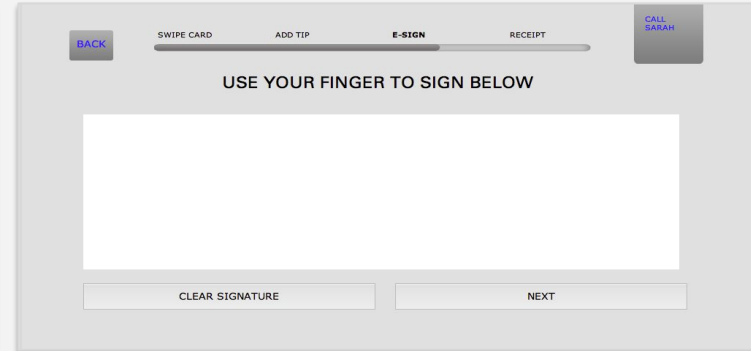 BACK
SWIPE CARD
ADD TIP
E-SIGN
RECEIPT
CALL
SARAH
USE YOUR FINGER TO SIGN BELOW
CLEAR SIGNATURE
NEXT